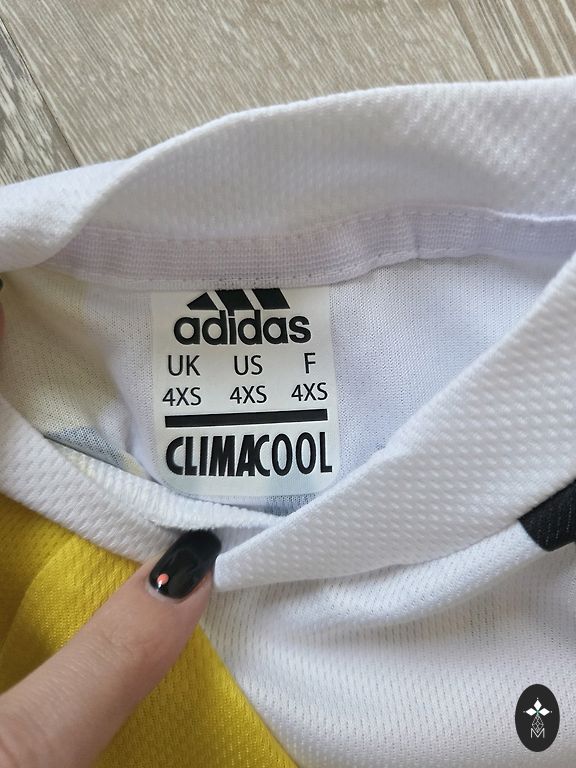 adidas
UK US F
4XS 4XS 4XS
CLIMACOOL
M